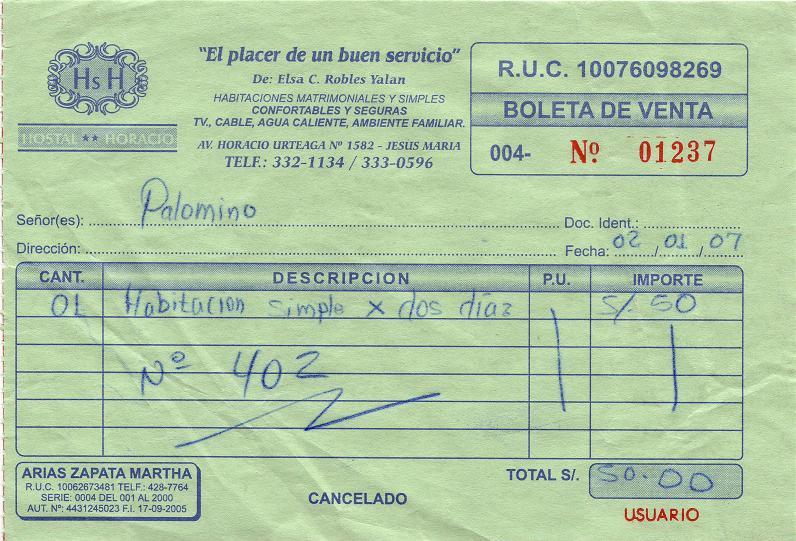 HsH
HOSTAL ** HORACIO
"El placer de un buen servicio"
De: Elsa C. Robles Yalan
HABITACIONES MATRIMONIALES Y SIMPLES
CONFORTABLES Y SEGURAS
TV., CABLE, AGUA CALIENTE, AMBIENTE FAMILIAR.
AV. HORACIO URTEAGA Nº 1582 - JESUS MARIA
TELF.: 332-1134 / 333-0596
R.U.C. 10076098269
BOLETA DE VENTA
004- Nº 01237
Señor(es): Palomino Doc. Ident.:
Dirección: Fecha: 02 / 01 / 07
CANT. DESCRIPCION P.U. IMPORTE
01 Habitacion simple x dos días S/. 50
Nº 402
ARIAS ZAPATA MARTHA
R.U.C. 10062673481 TELF.: 428-7764
SERIE: 0004 DEL 001 AL 2000
AUT. Nº: 4431245023 F.I. 17-09-2005
CANCELADO
TOTAL S/. 50.00
USUARIO